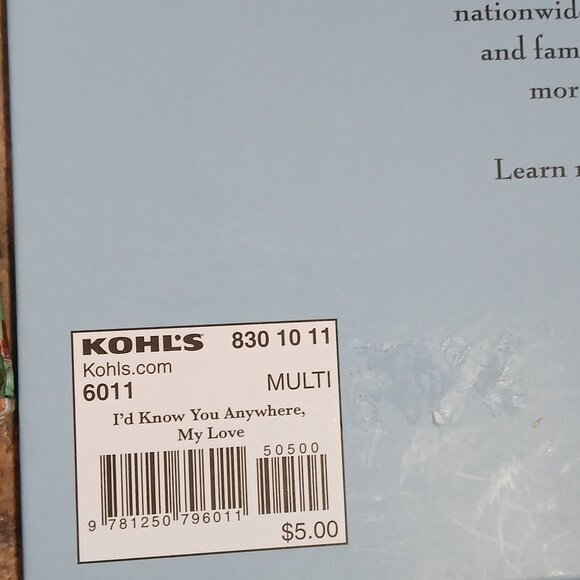 nationwid
and fam
mor
Learn
KOHL'S 830 10 11
Kohls.com
6011 MULTI
I'd Know You Anywhere,
My Love
50500
9 781250 796011
$5.00